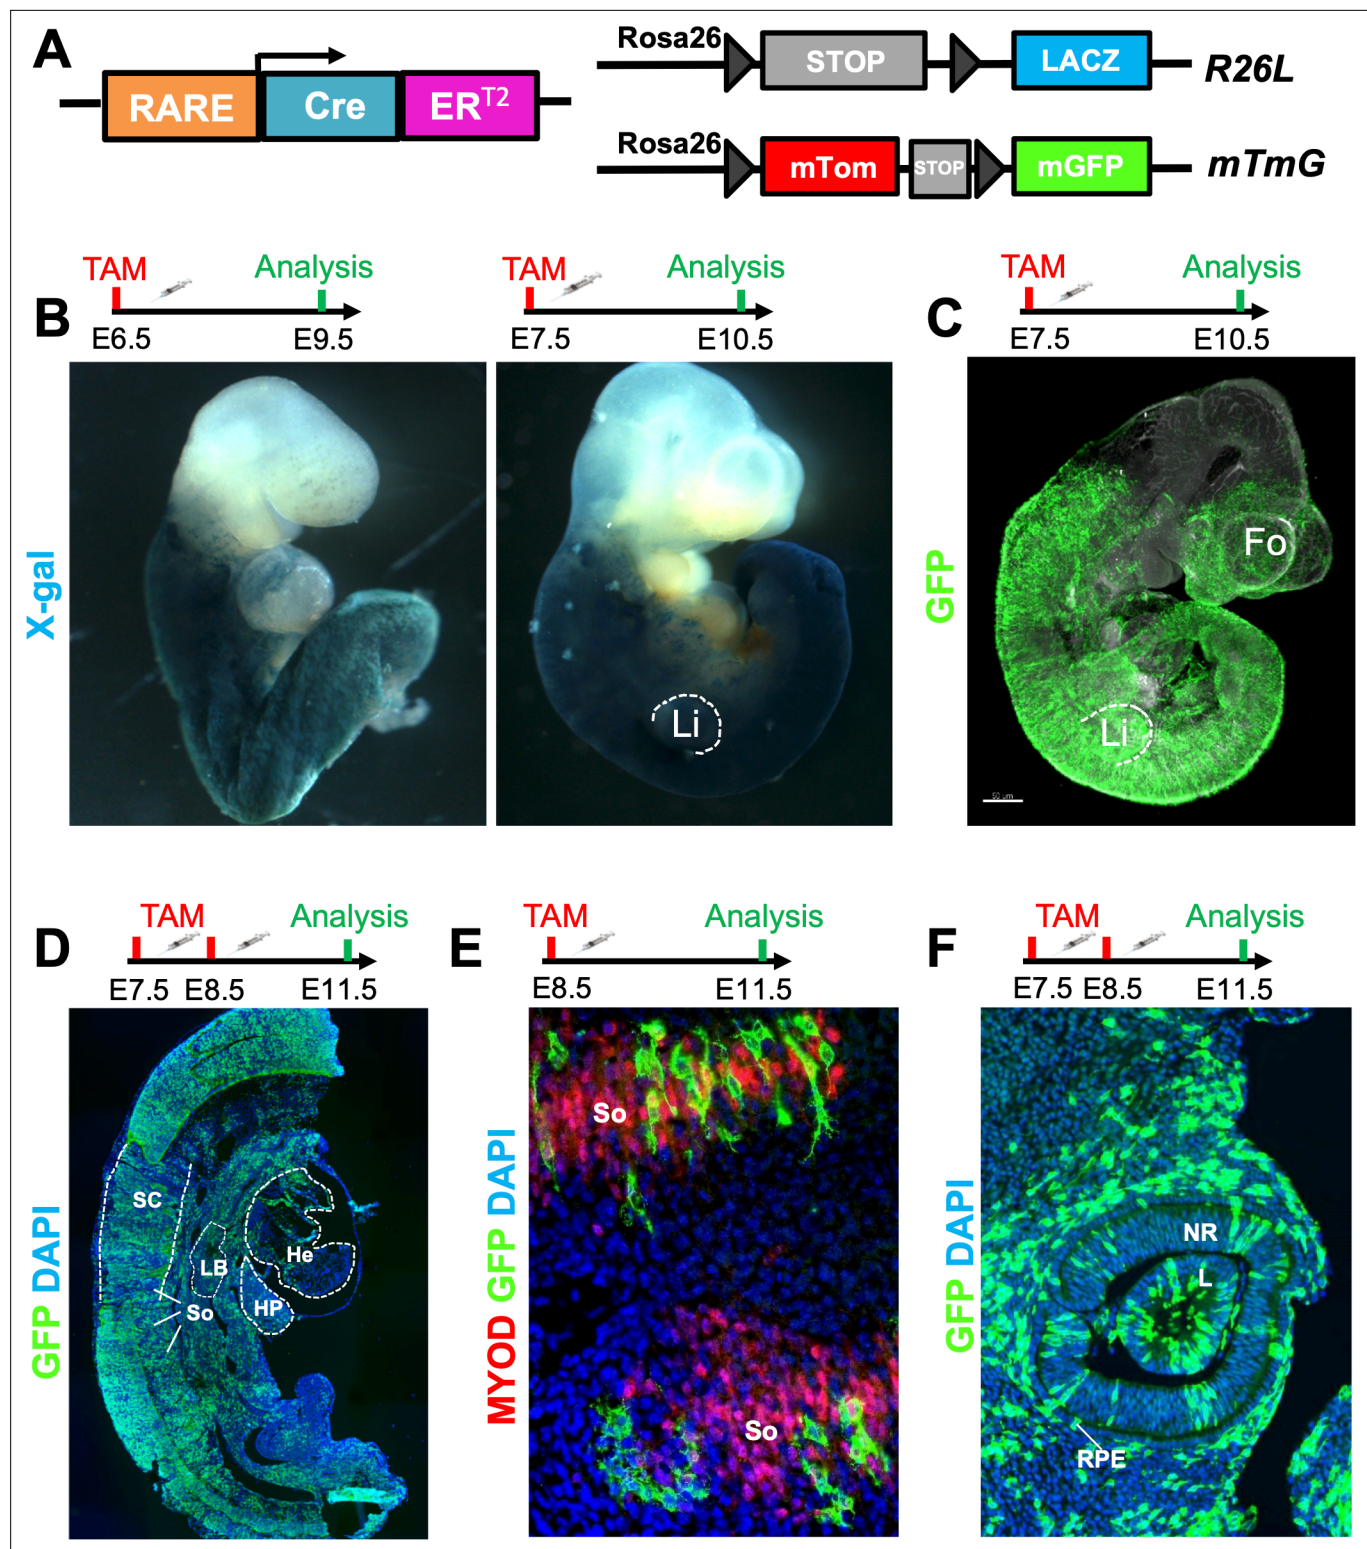 A
RARE Cre ER^T2
Rosa26 STOP LACZ R26L
Rosa26 mTom STOP mGFP mTmG
B
TAM Analysis
E6.5 E9.5
TAM Analysis
E7.5 E10.5
X-gal
Li
C
TAM Analysis
E7.5 E10.5
GFP
Fo
Li
50 um
D
TAM Analysis
E7.5 E8.5 E11.5
GFP DAPI
SC
LB
He
So
HP
E
TAM Analysis
E8.5 E11.5
MYOD GFP DAPI
So
So
F
TAM Analysis
E7.5 E8.5 E11.5
GFP DAPI
NR
L
RPE